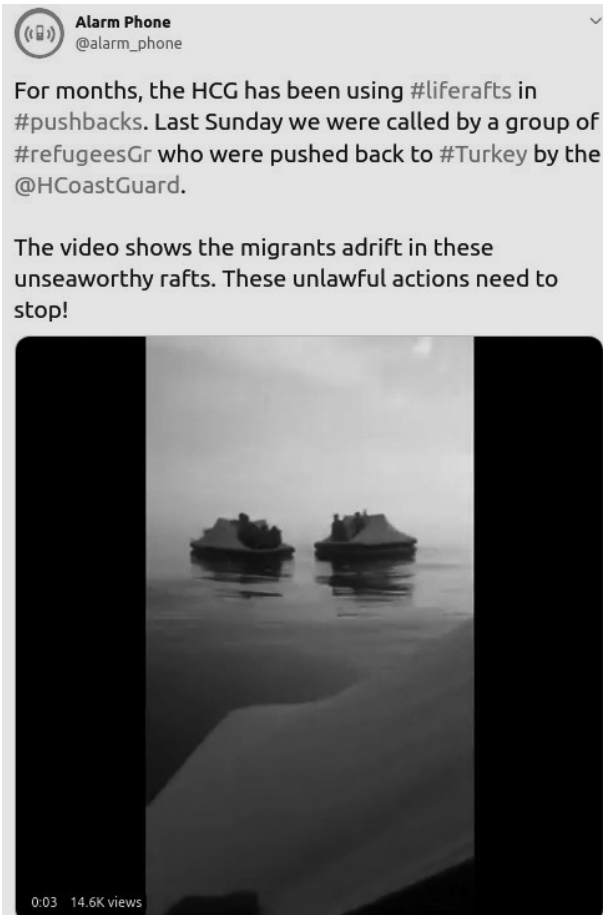 Alarm Phone
@alarm_phone
For months, the HCG has been using #liferafts in
#pushbacks. Last Sunday we were called by a group of
#refugeesGr who were pushed back to #Turkey by the
@HCoastGuard.
The video shows the migrants adrift in these
unseaworthy rafts. These unlawful actions need to
stop!
0:03 14.6K views